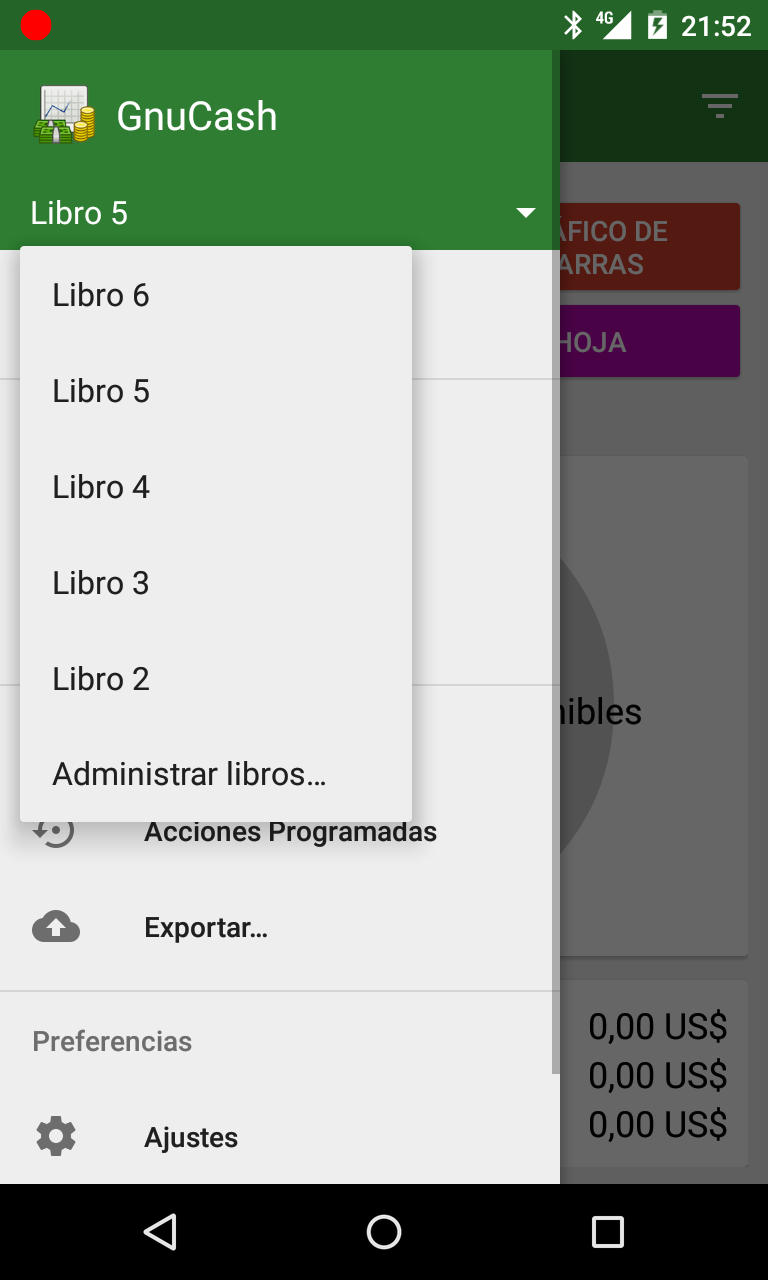 4G 21:52
GnuCash
Libro 5
Libro 6
Libro 5
Libro 4
Libro 3
Libro 2
Administrar libros...
Acciones Programadas
Exportar...
Preferencias
Ajustes
ÁFICO DE
ARRAS
HOJA
nibles
0,00 US$
0,00 US$
0,00 US$